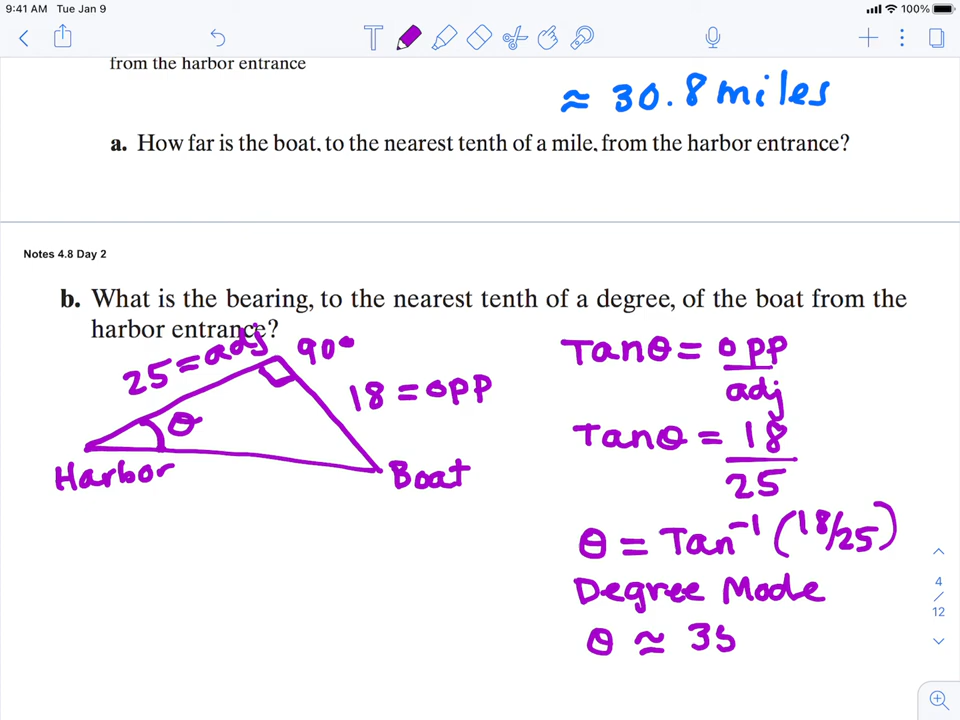 9:41 AM Tue Jan 9
100%
from the harbor entrance
≈ 30.8 miles
a. How far is the boat, to the nearest tenth of a mile, from the harbor entrance?
Notes 4.8 Day 2
b. What is the bearing, to the nearest tenth of a degree, of the boat from the
harbor entrance?
25 = adj
90°
18 = opp
θ
Harbor
Boat
Tanθ = opp
adj
Tanθ = 18
25
θ = Tan⁻¹ (18/25)
Degree Mode
θ ≈ 35
4
/
12